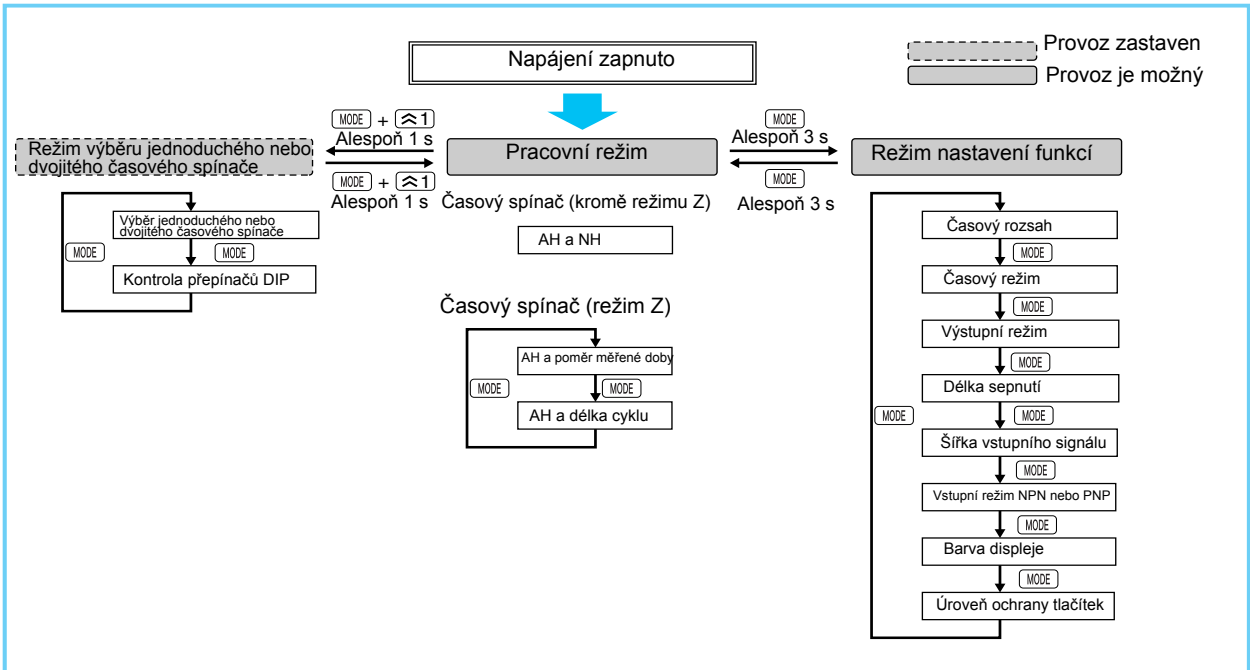 Napájení zapnuto
Provoz zastaven
Provoz je možný
MODE + 1
Alespoň 1 s
MODE
Alespoň 3 s
Režim výběru jednoduchého nebo
dvojitého časového spínače
Pracovní režim
Režim nastavení funkcí
MODE + 1
Alespoň 1 s
MODE
Alespoň 3 s
Výběr jednoduchého nebo
dvojitého časového spínače
MODE
MODE
Kontrola přepínačů DIP
Časový spínač (kromě režimu Z)
AH a NH
Časový spínač (režim Z)
AH a poměr měřené doby
MODE
MODE
AH a délka cyklu
Časový rozsah
MODE
Časový režim
MODE
Výstupní režim
MODE
Délka sepnutí
MODE
MODE
Šířka vstupního signálu
MODE
Vstupní režim NPN nebo PNP
MODE
Barva displeje
MODE
Úroveň ochrany tlačítek